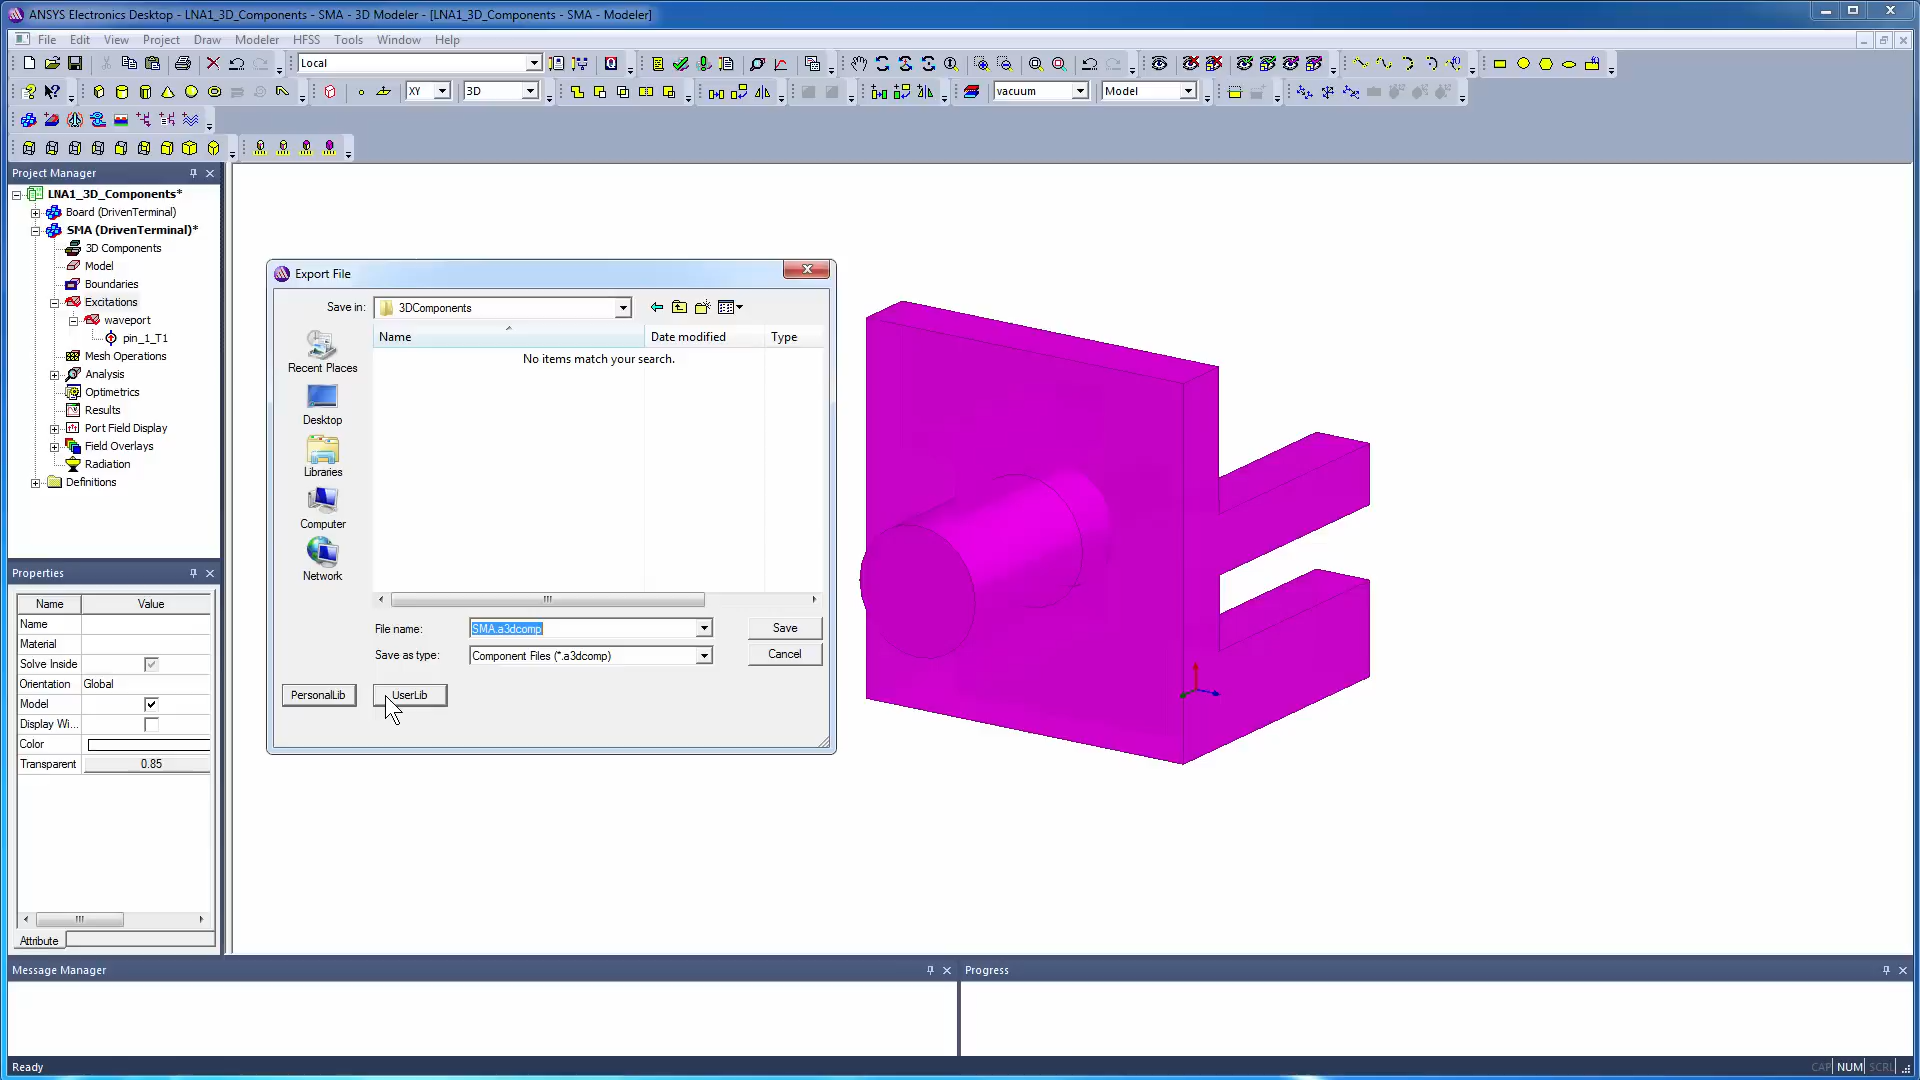 ANSYS Electronics Desktop - LNA1_3D_Components - SMA - 3D Modeler - [LNA1_3D_Components - SMA - Modeler]
File Edit View Project Draw Modeler HFSS Tools Window Help
Local
XY 3D vacuum Model
Project Manager
LNA1_3D_Components*
Board (DrivenTerminal)
SMA (DrivenTerminal)*
3D Components
Model
Boundaries
Excitations
waveport
pin_1_T1
Mesh Operations
Analysis
Optimetrics
Results
Port Field Display
Field Overlays
Radiation
Definitions
Export File
Save in: 3DComponents
Name Date modified Type
No items match your search.
Recent Places
Desktop
Libraries
Computer
Network
File name: SMA.a3dcomp Save
Save as type: Component Files (*.a3dcomp) Cancel
PersonalLib UserLib
Properties
Name Value
Name
Material
Solve Inside
Orientation Global
Model
Display Wi...
Color
Transparent 0.85
Attribute
Message Manager
Progress
Ready
CAP NUM SCRL